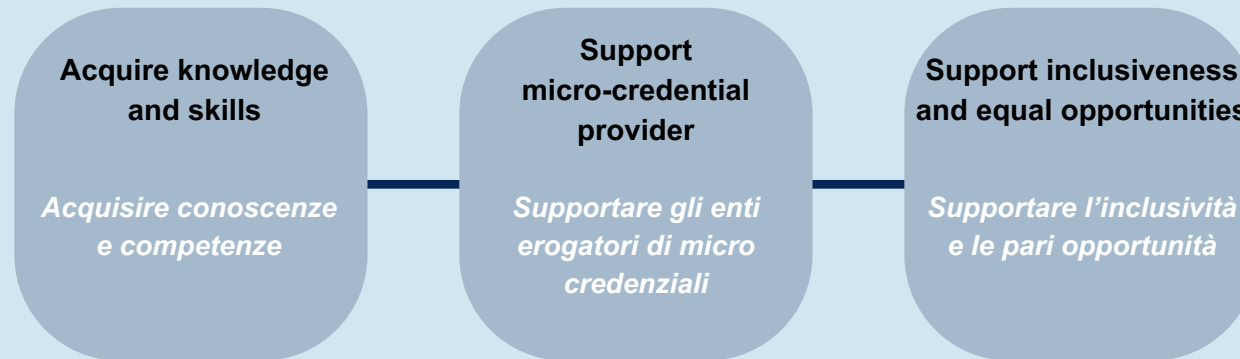 Acquire knowledge
and skills
Acquisire conoscenze
e competenze
Support
micro-credential
provider
Supportare gli enti
erogatori di micro
credenziali
Support inclusiveness
and equal opportunities
Supportare l'inclusività
e le pari opportunità